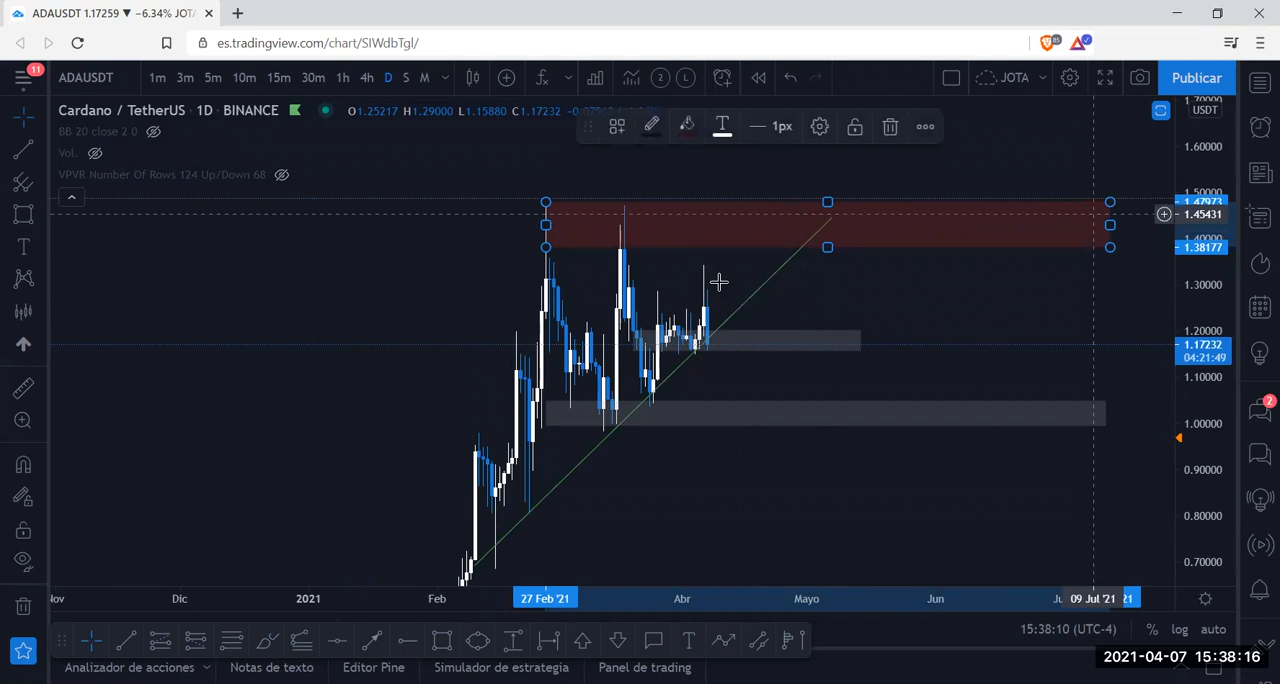 ADAUSDT 1.17259 ▼ −6.34% JOTA
es.tradingview.com/chart/SIWdbTgl/
85
11
ADAUSDT 1m 3m 5m 10m 15m 30m 1h 4h D S M 2 L JOTA Publicar
Cardano / TetherUS · 1D · BINANCE O1.25217 H1.29000 L1.15880 C1.17232
BB 20 close 2 0
Vol.
VPVR Number Of Rows 124 Up/Down 68
1px
USDT
1.70000
1.60000
1.50000
1.47973
1.45431
1.40000
1.38177
1.30000
1.20000
1.17232
04:21:49
1.10000
1.00000
0.90000
0.80000
0.70000
2
Nov Dic 2021 Feb 27 Feb '21 Abr Mayo Jun 09 Jul '21
15:38:10 (UTC-4) % log auto
Analizador de acciones Notas de texto Editor Pine Simulador de estrategia Panel de trading
2021-04-07 15:38:16